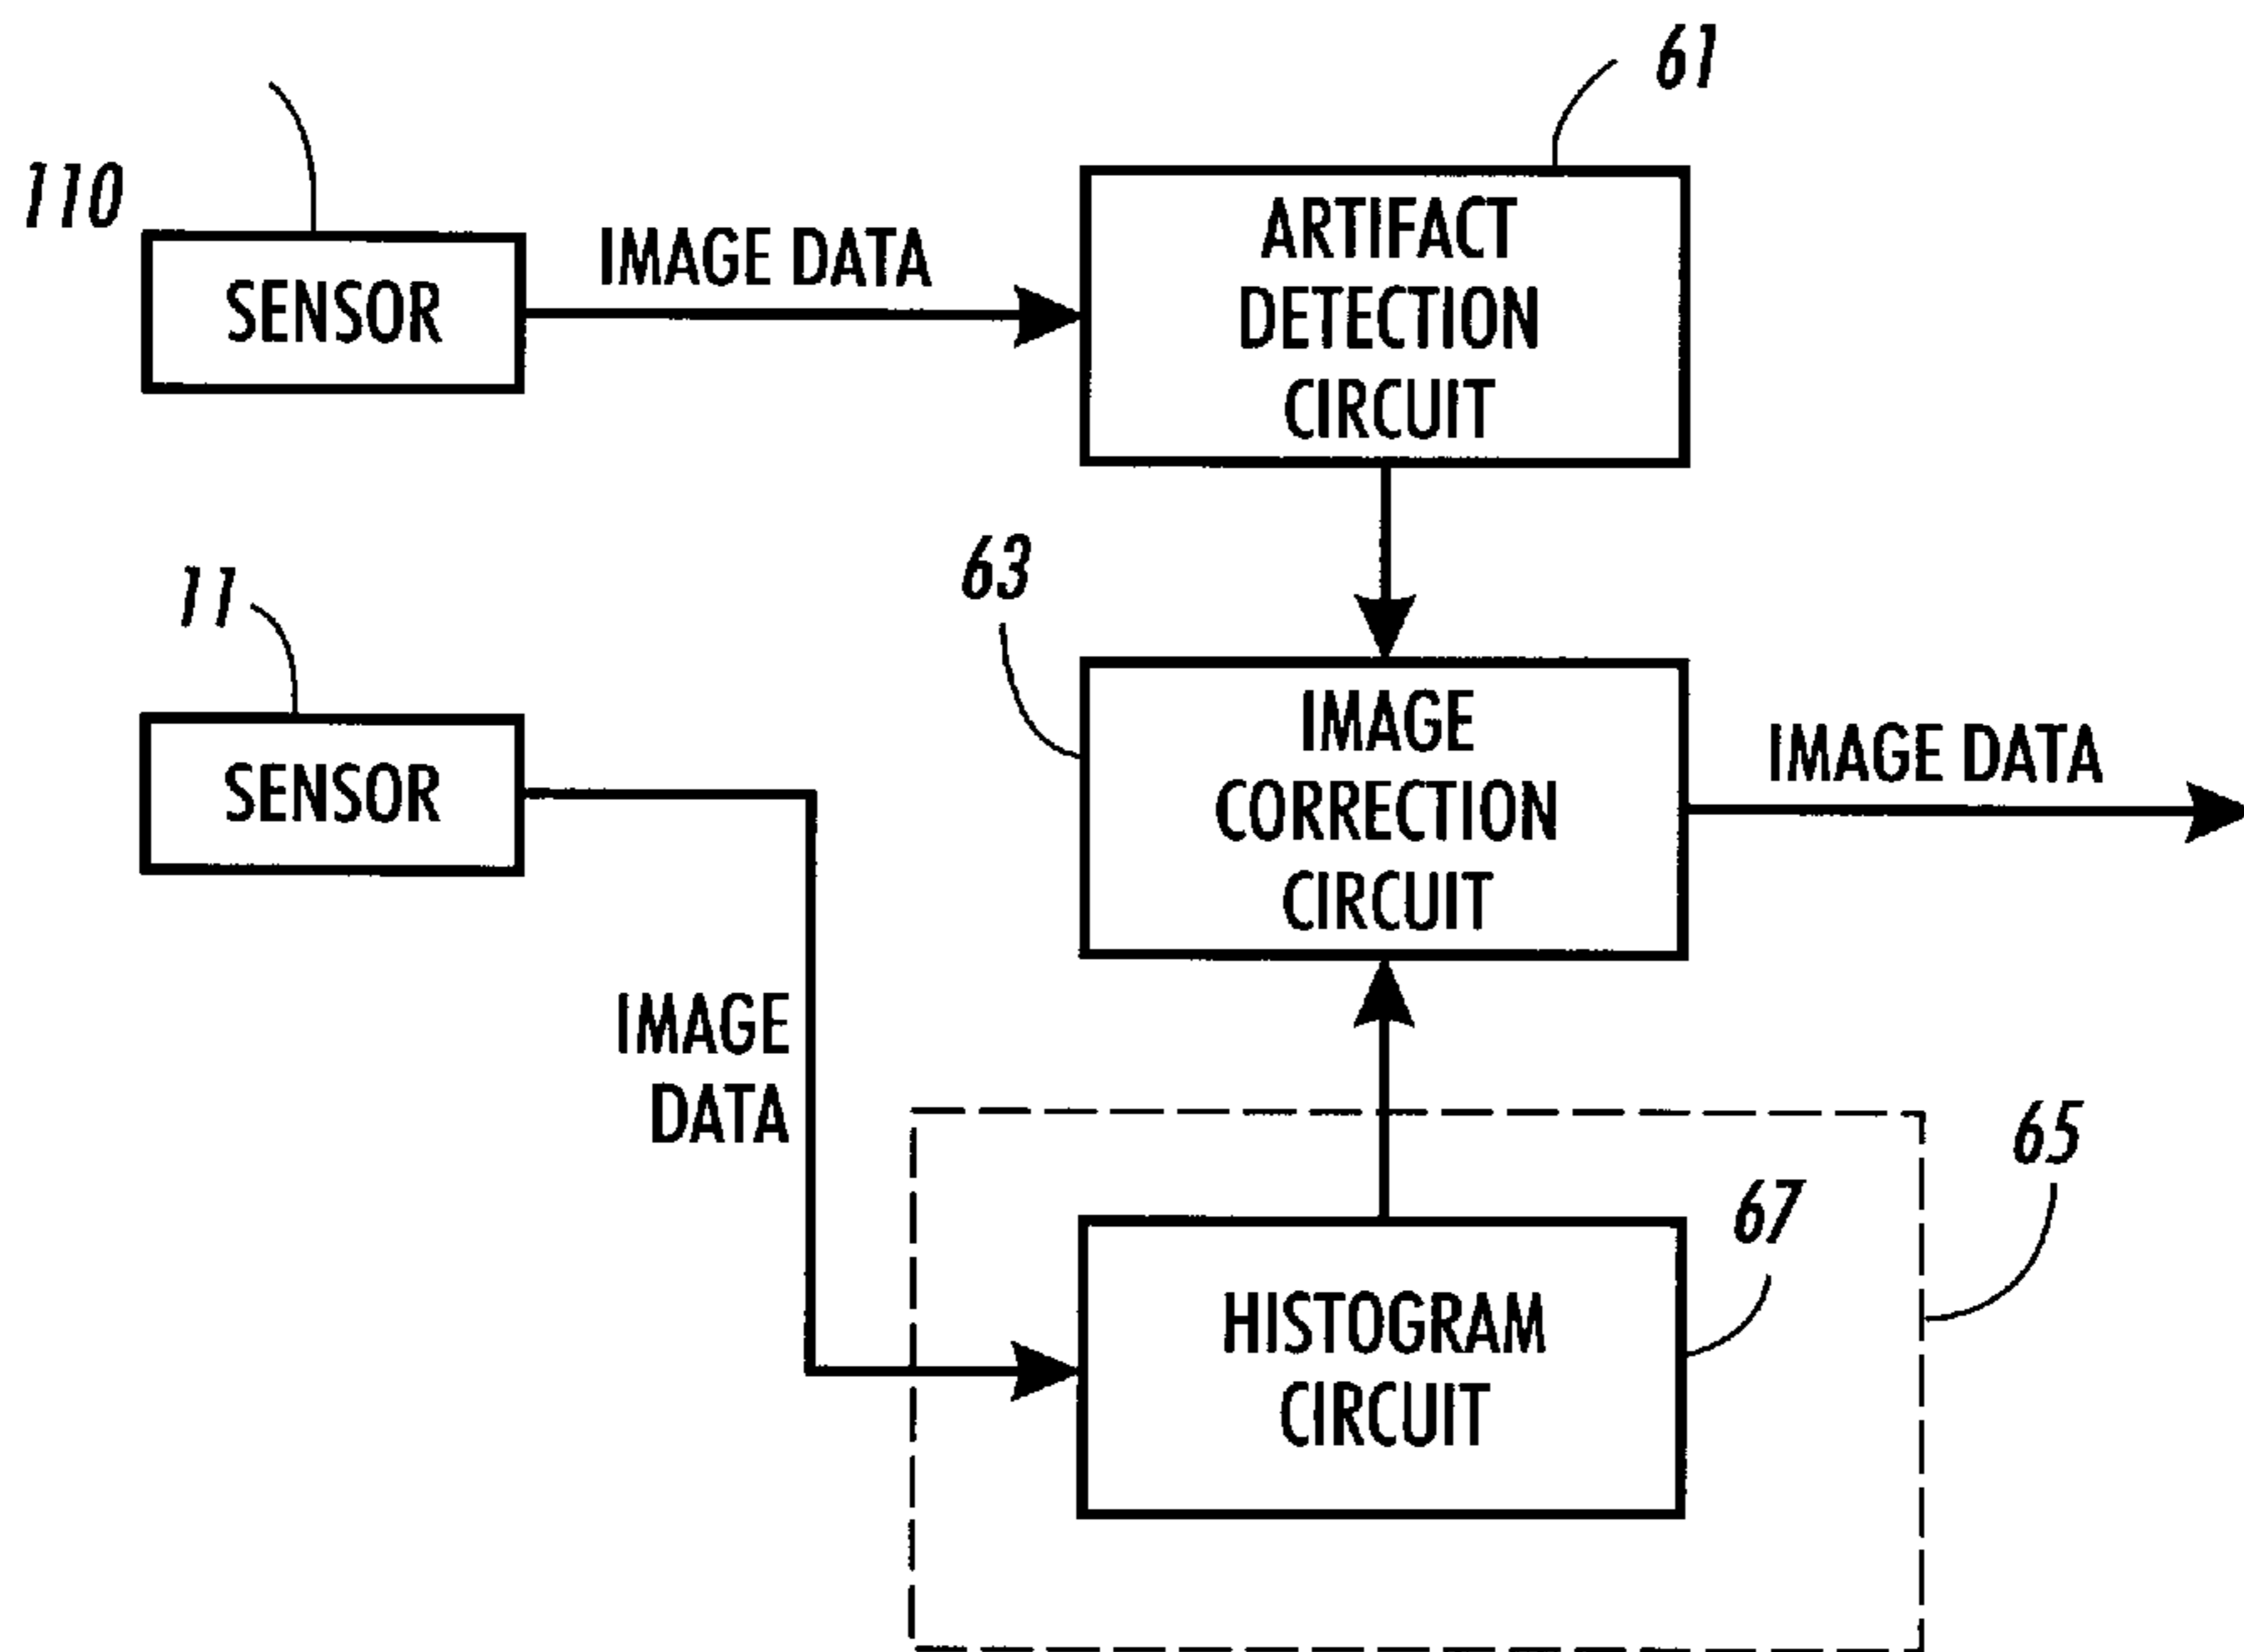 61
110
SENSOR
IMAGE DATA
ARTIFACT
DETECTION
CIRCUIT
11
SENSOR
63
IMAGE
CORRECTION
CIRCUIT
IMAGE DATA
IMAGE
DATA
65
67
HISTOGRAM
CIRCUIT